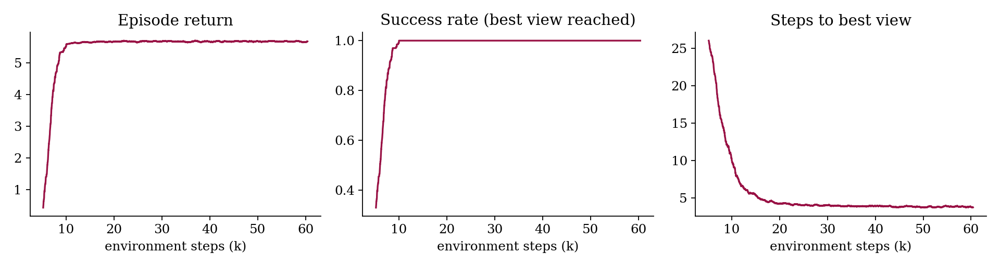 Episode return
5
4
3
2
1
10 20 30 40 50 60
environment steps (k)
Success rate (best view reached)
1.0
0.8
0.6
0.4
10 20 30 40 50 60
environment steps (k)
Steps to best view
25
20
15
10
5
10 20 30 40 50 60
environment steps (k)